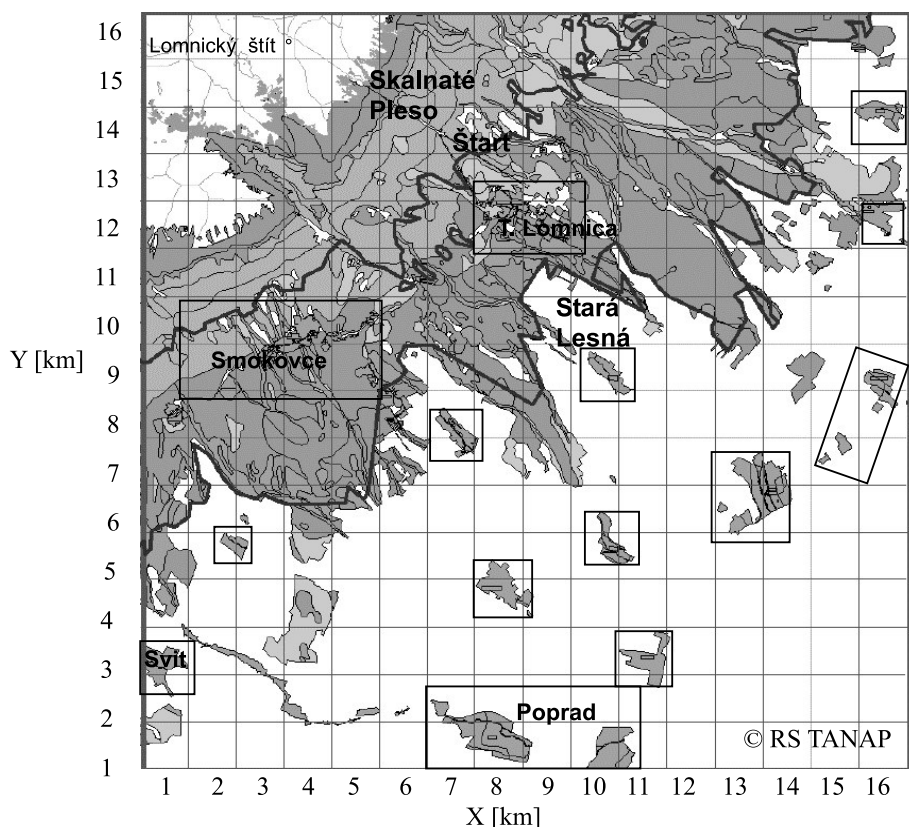 16
Lomnický štít °
15
Skalnaté
Pleso
14
Štart
13
12
T. Lomnica
11
Stará
10
Lesná
Y [km]
Smokovce
9
8
7
6
5
4
Svit
3
2
Poprad
© RS TANAP
1
1 2 3 4 5 6 7 8 9 10 11 12 13 14 15 16
X [km]